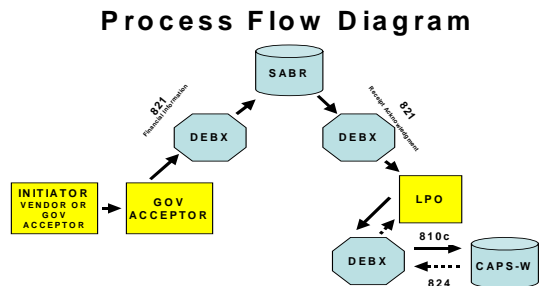 Process Flow Diagram
SABR
821
Financial Information
821
Receipt Acknowledgment
DEBX
DEBX
INITIATOR
VENDOR OR
GOV
ACCEPTOR
GOV
ACCEPTOR
LPO
810c
DEBX
CAPS-W
824